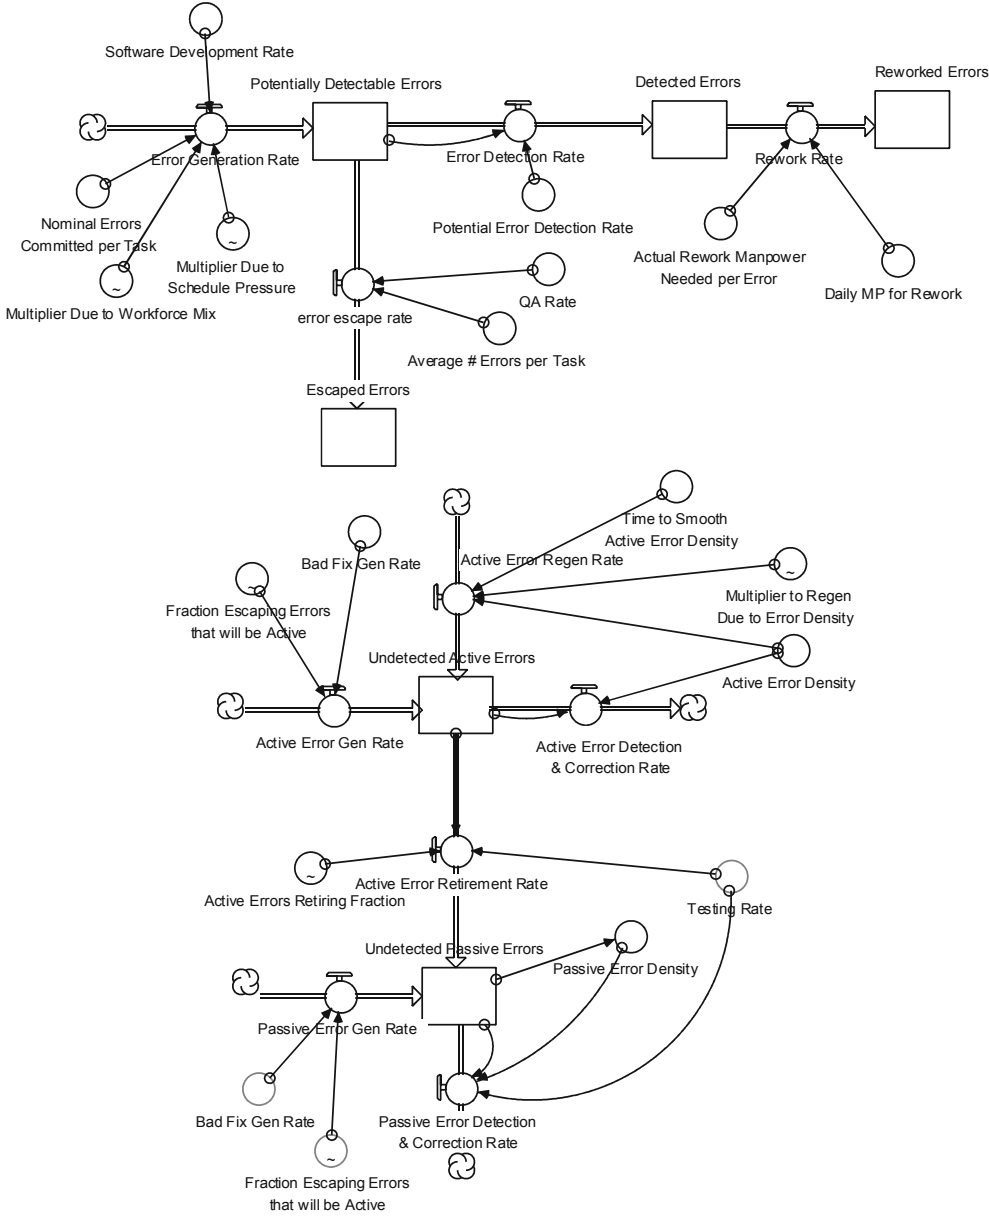 Software Development Rate
Potentially Detectable Errors
Detected Errors
Reworked Errors
Error Generation Rate
Error Detection Rate
Rework Rate
Nominal Errors
Committed per Task
~
Multiplier Due to
Schedule Pressure
~
Multiplier Due to Workforce Mix
Potential Error Detection Rate
Actual Rework Manpower
Needed per Error
Daily MP for Rework
QA Rate
error escape rate
Average # Errors per Task
Escaped Errors
Time to Smooth
Active Error Density
Active Error Regen Rate
Bad Fix Gen Rate
~
Fraction Escaping Errors
that will be Active
~
Multiplier to Regen
Due to Error Density
Undetected Active Errors
Active Error Density
Active Error Gen Rate
Active Error Detection
& Correction Rate
~
Active Error Retirement Rate
Active Errors Retiring Fraction
Testing Rate
Undetected Passive Errors
Passive Error Density
Passive Error Gen Rate
Bad Fix Gen Rate
Passive Error Detection
& Correction Rate
~
Fraction Escaping Errors
that will be Active